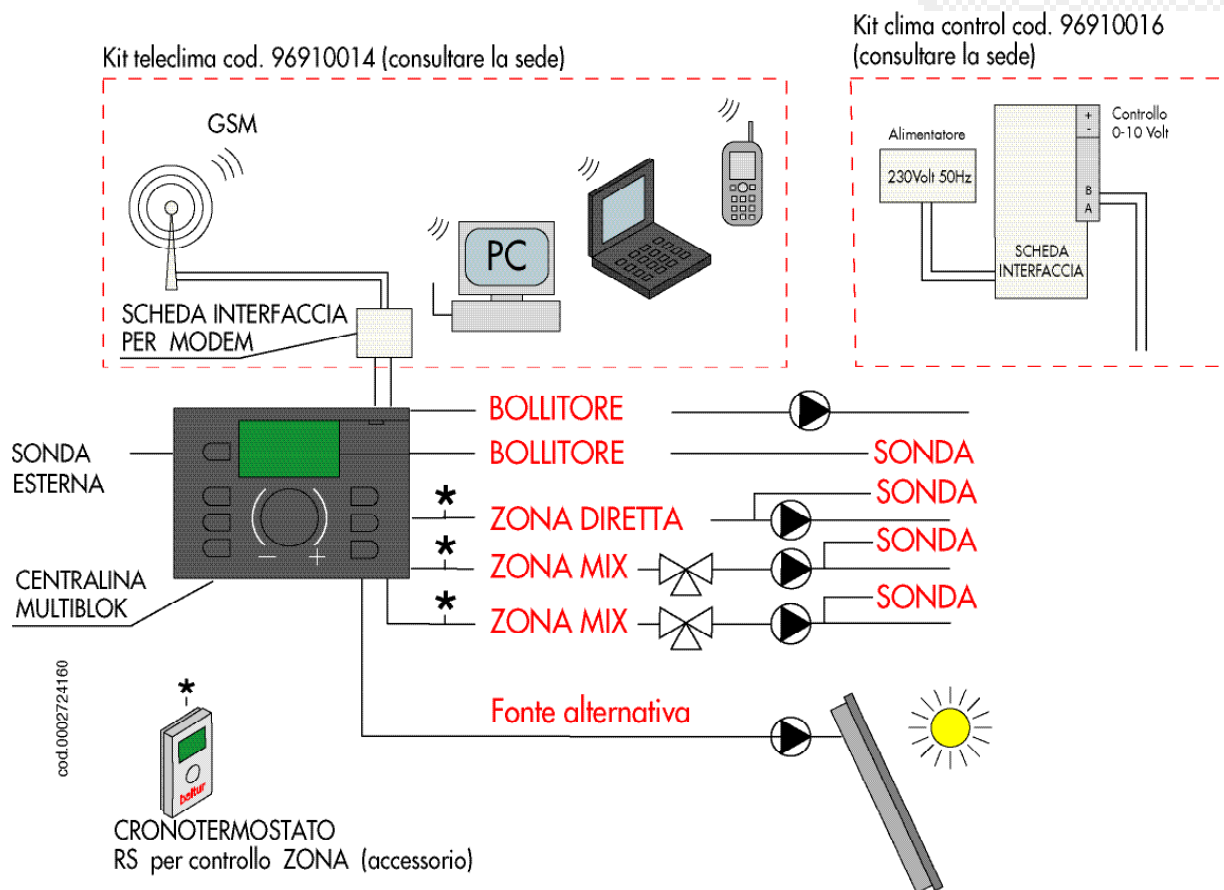 Kit teleclima cod. 96910014 (consultare la sede)
Kit clima control cod. 96910016
(consultare la sede)
GSM
PC
SCHEDA INTERFACCIA
PER MODEM
Alimentatore
230Volt 50Hz
+
-
Controllo
0-10 Volt
B
A
SCHEDA
INTERFACCIA
SONDA
ESTERNA
CENTRALINA
MULTIBLOK
- +
BOLLITORE
BOLLITORE
SONDA
* ZONA DIRETTA
SONDA
* ZONA MIX
SONDA
* ZONA MIX
SONDA
Fonte alternativa
cod.0002724160
*
baltur
CRONOTERMOSTATO
RS per controllo ZONA (accessorio)